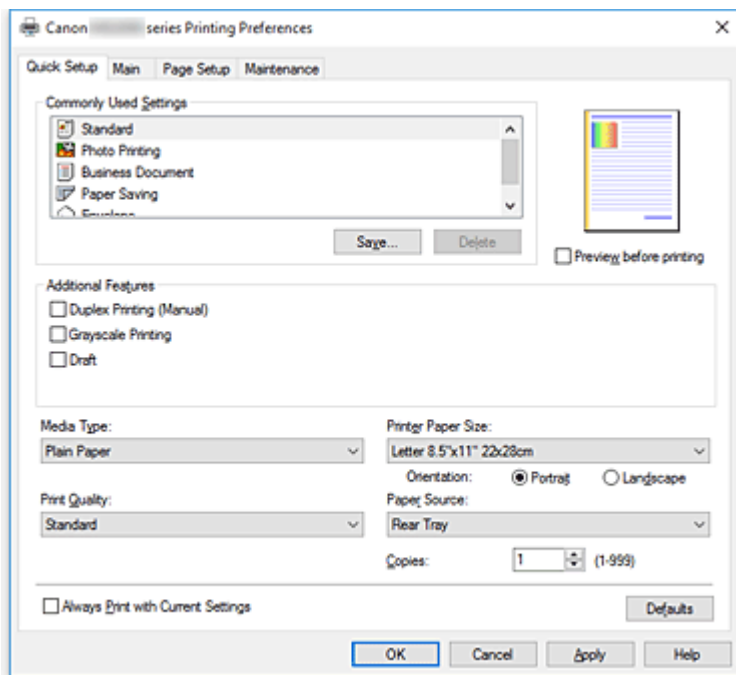 Canon series Printing Preferences
Quick Setup Main Page Setup Maintenance
Commonly Used Settings
Standard
Photo Printing
Business Document
Paper Saving
Envelope
Save... Delete
Preview before printing
Additional Features
Duplex Printing (Manual)
Grayscale Printing
Draft
Media Type: Printer Paper Size:
Plain Paper Letter 8.5"x11" 22x28cm
Orientation: Portrait Landscape
Print Quality: Paper Source:
Standard Rear Tray
Copies: 1 (1-999)
Always Print with Current Settings Defaults
OK Cancel Apply Help